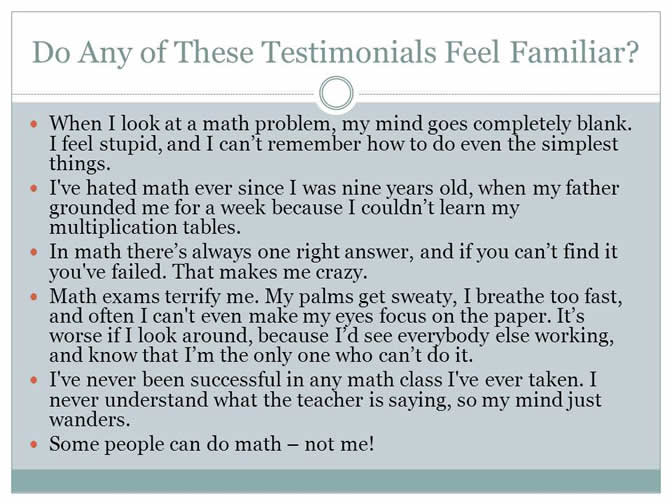 Do Any of These Testimonials Feel Familiar?
• When I look at a math problem, my mind goes completely blank.
I feel stupid, and I can’t remember how to do even the simplest
things.
• I've hated math ever since I was nine years old, when my father
grounded me for a week because I couldn’t learn my
multiplication tables.
• In math there’s always one right answer, and if you can’t find it
you've failed. That makes me crazy.
• Math exams terrify me. My palms get sweaty, I breathe too fast,
and often I can't even make my eyes focus on the paper. It’s
worse if I look around, because I’d see everybody else working,
and know that I’m the only one who can’t do it.
• I've never been successful in any math class I've ever taken. I
never understand what the teacher is saying, so my mind just
wanders.
• Some people can do math – not me!